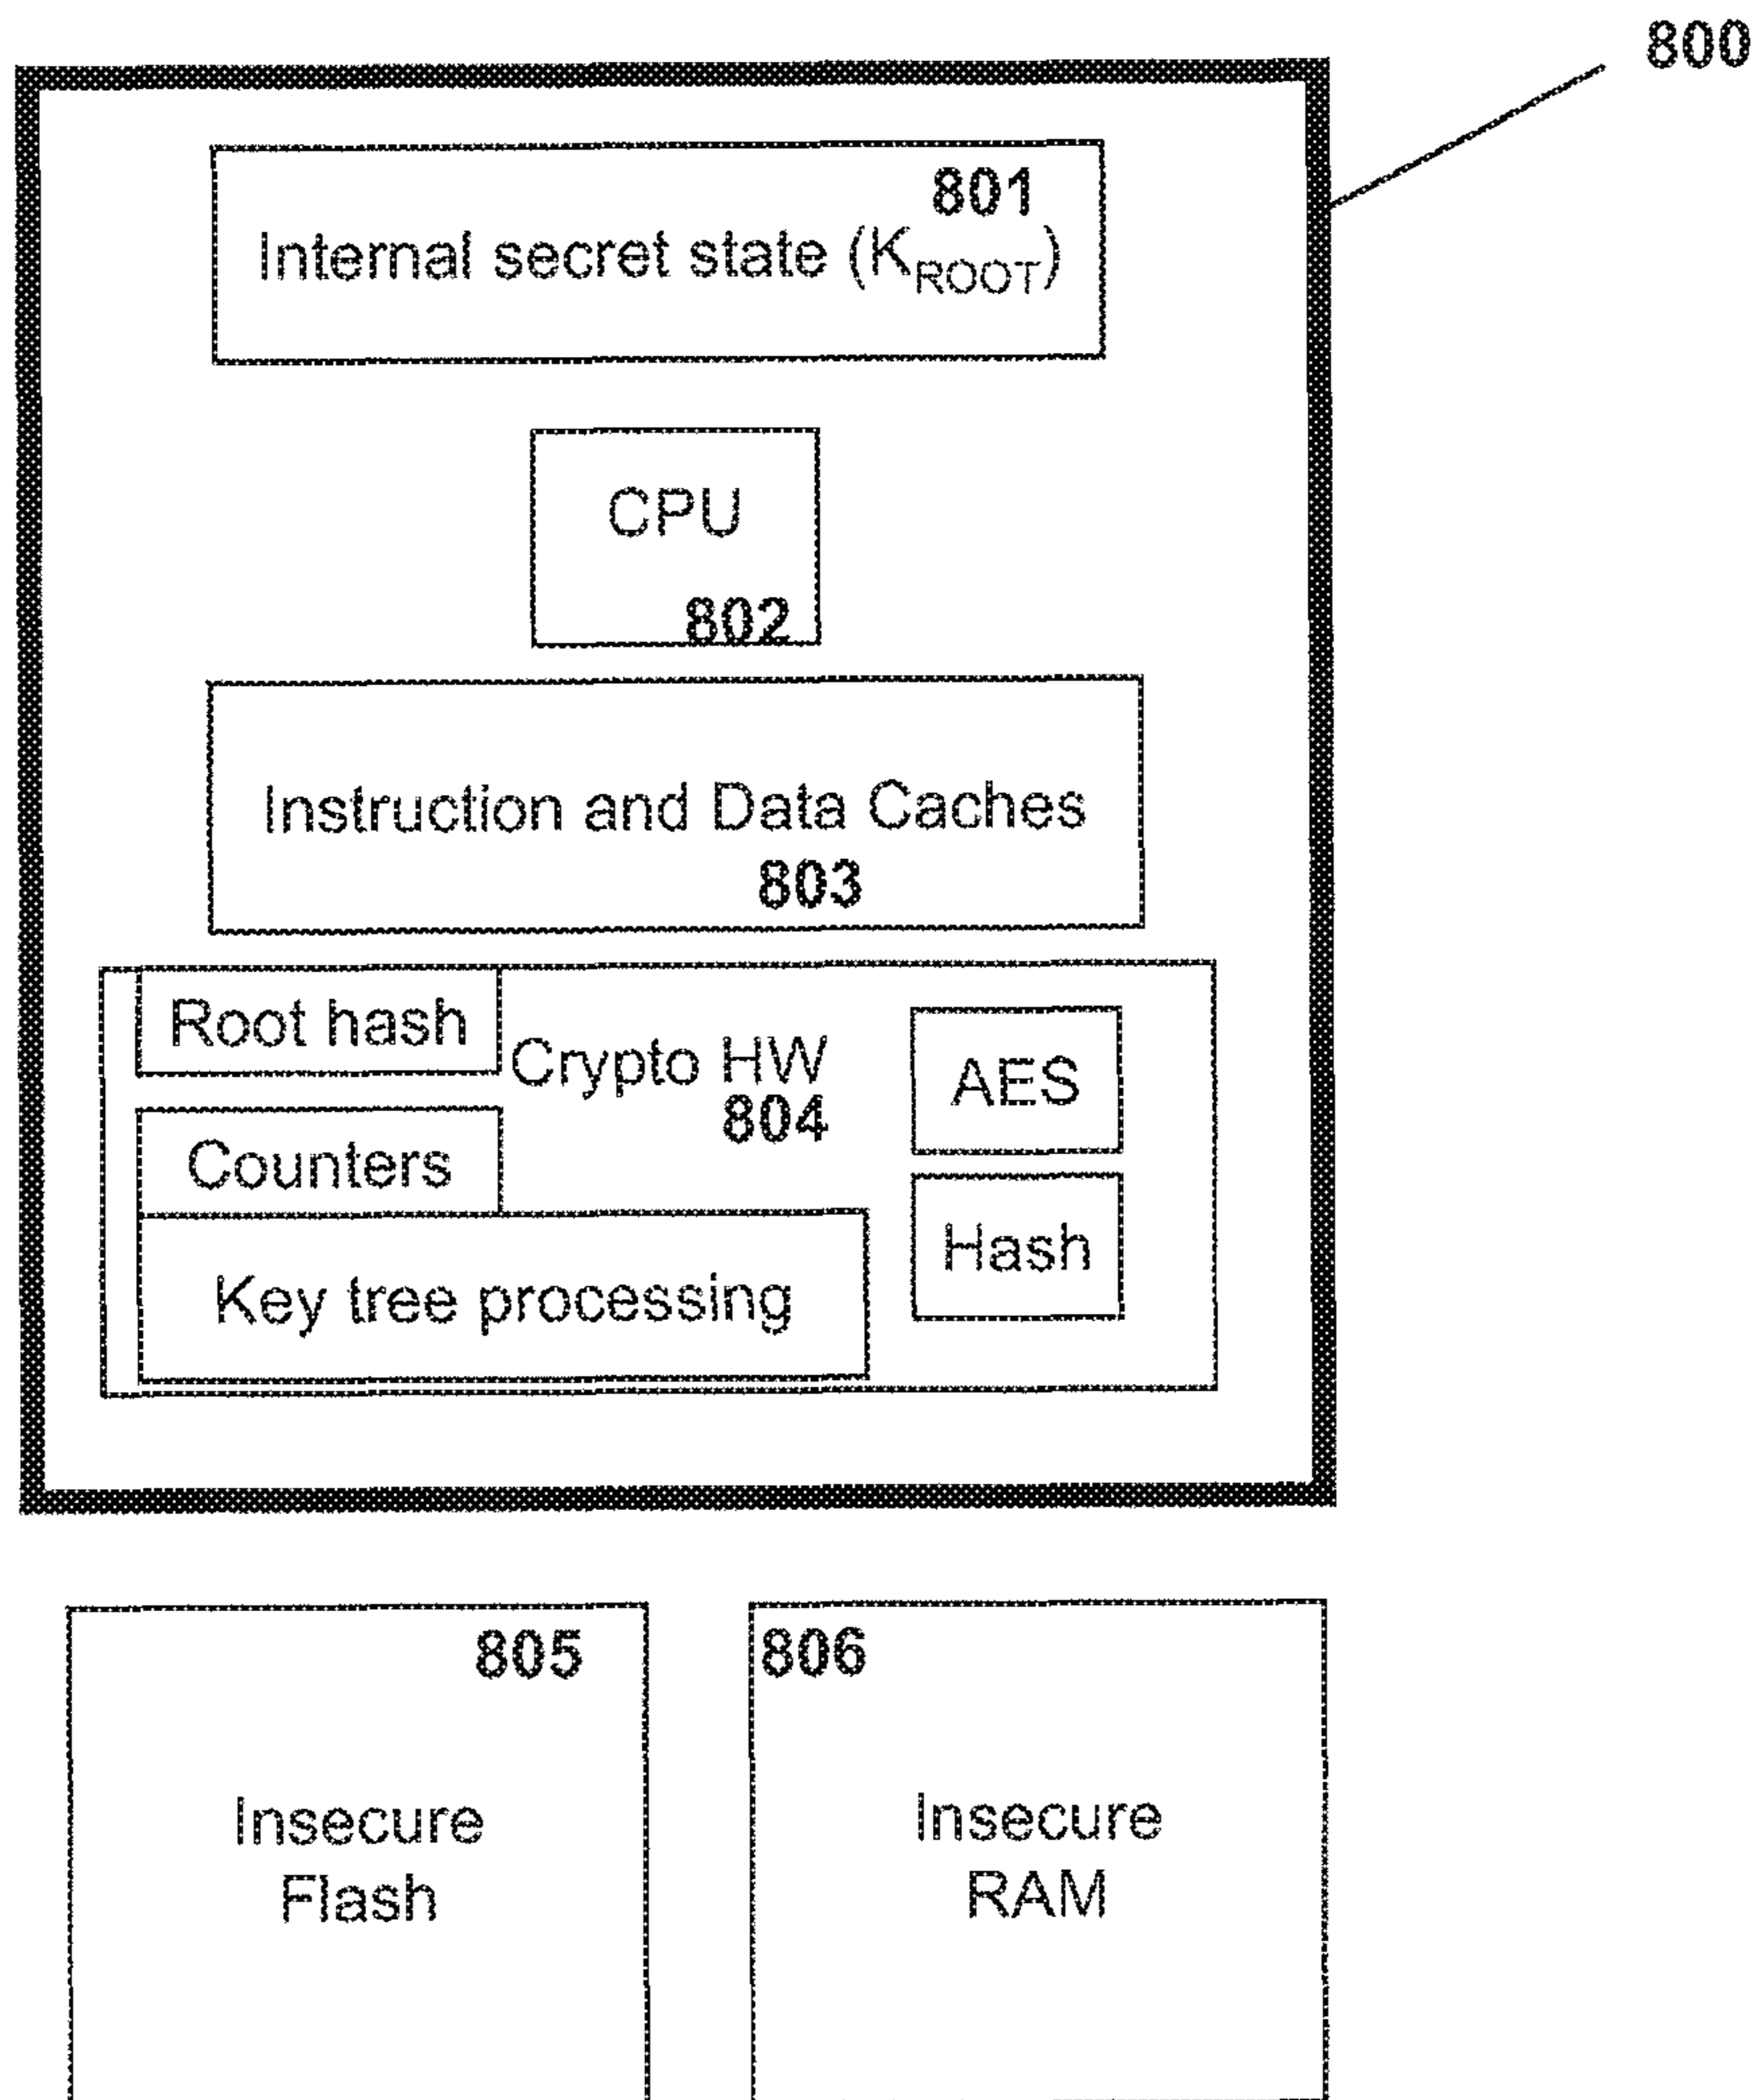 800
801
Internal secret state (K_ROOT)
CPU
802
Instruction and Data Caches
803
Root hash
Crypto HW
804
AES
Counters
Hash
Key tree processing
805
Insecure
Flash
806
Insecure
RAM